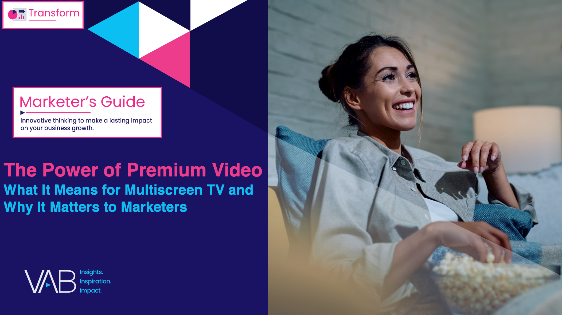 Transform
Marketer's Guide
Innovative thinking to make a lasting impact
on your business growth.
The Power of Premium Video
What It Means for Multiscreen TV and
Why It Matters to Marketers
VAB
Insights.
Inspiration.
Impact.